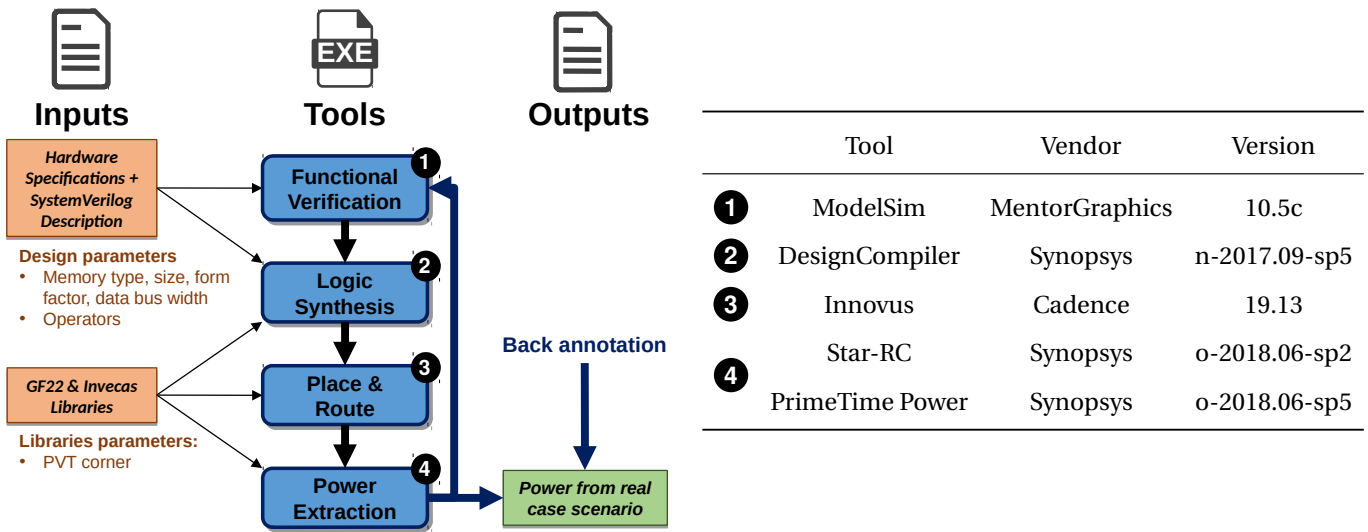 EXE
Inputs
Tools
Outputs
Hardware
Specifications +
SystemVerilog
Description
Design parameters
• Memory type, size, form
factor, data bus width
• Operators
GF22 & Invecas
Libraries
Libraries parameters:
• PVT corner
1
Functional
Verification
2
Logic
Synthesis
3
Place &
Route
4
Power
Extraction
Back annotation
Power from real
case scenario
Tool Vendor Version
1 ModelSim MentorGraphics 10.5c
2 DesignCompiler Synopsys n-2017.09-sp5
3 Innovus Cadence 19.13
4
Star-RC Synopsys o-2018.06-sp2
PrimeTime Power Synopsys o-2018.06-sp5